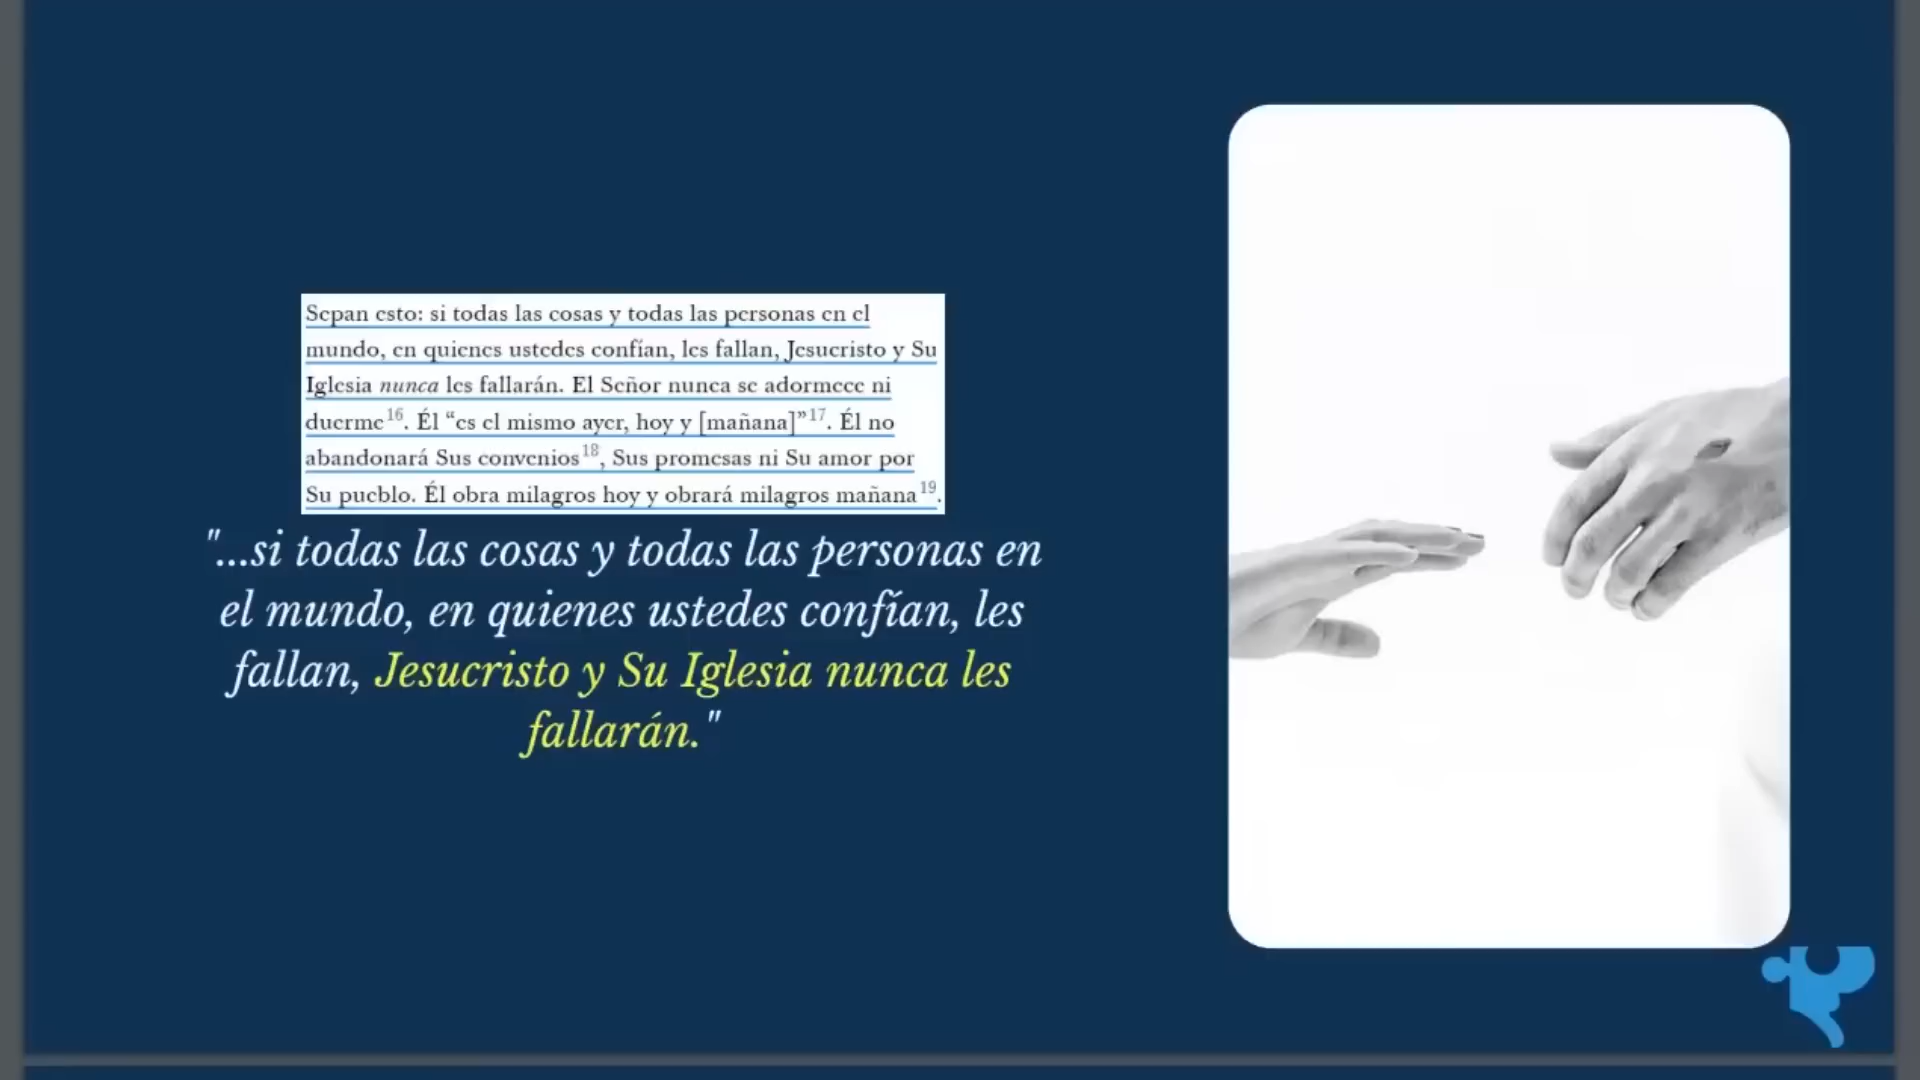 Sepan esto: si todas las cosas y todas las personas en el
mundo, en quienes ustedes confían, les fallan, Jesucristo y Su
Iglesia nunca les fallarán. El Señor nunca se adormece ni
duerme16. Él “es el mismo ayer, hoy y [mañana]”17. Él no
abandonará Sus convenios18, Sus promesas ni Su amor por
Su pueblo. Él obra milagros hoy y obrará milagros mañana19.
"...si todas las cosas y todas las personas en
el mundo, en quienes ustedes confían, les
fallan, Jesucristo y Su Iglesia nunca les
fallarán."